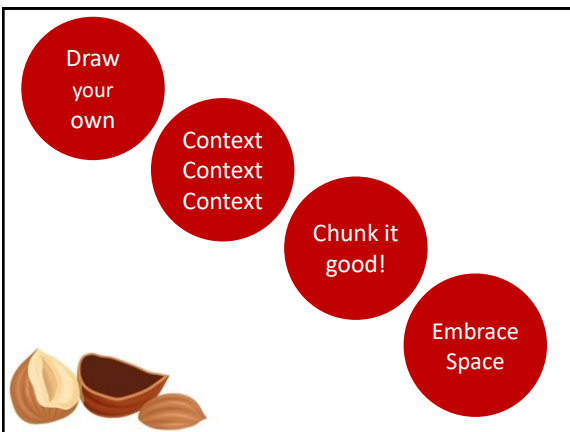 Draw
your
own
Context
Context
Context
Chunk it
good!
Embrace
Space